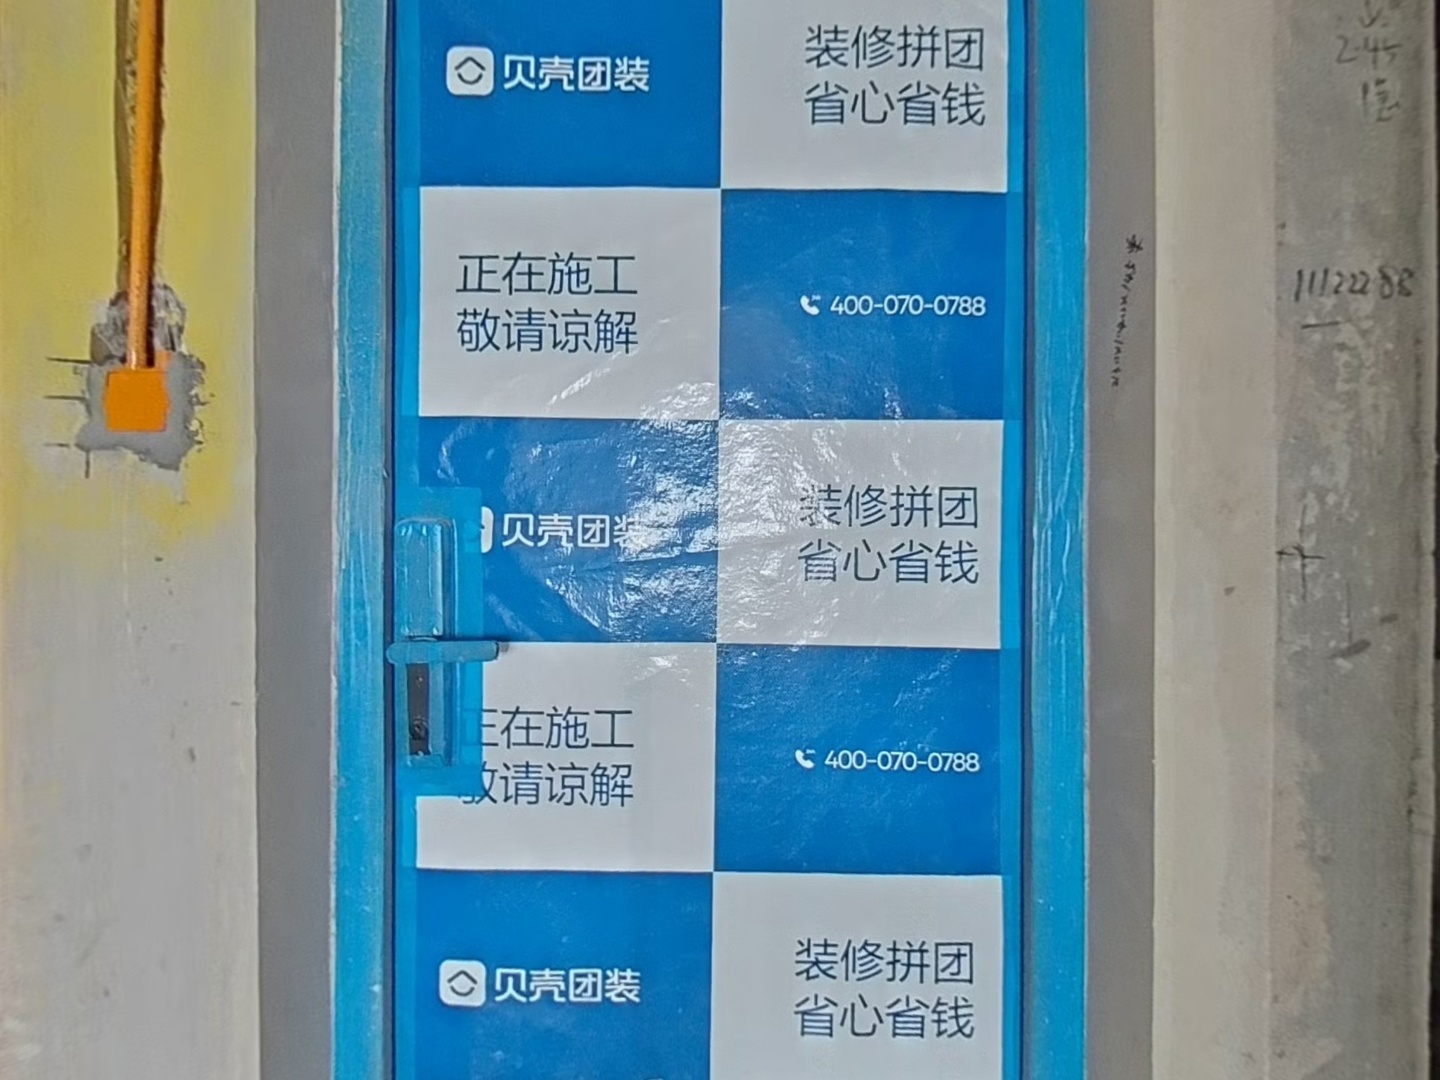 贝壳团装
装修拼团
省心省钱
正在施工
敬请谅解
400-070-0788
贝壳团装
装修拼团
省心省钱
正在施工
敬请谅解
400-070-0788
贝壳团装
装修拼团
省心省钱
2.45
11122288